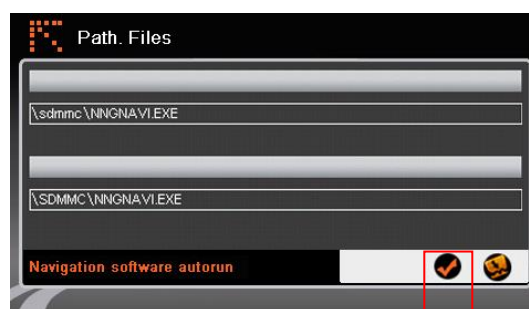 Path. Files
\sdmmc\NNGNAVI.EXE
\SDMMC\NNGNAVI.EXE
Navigation software autorun